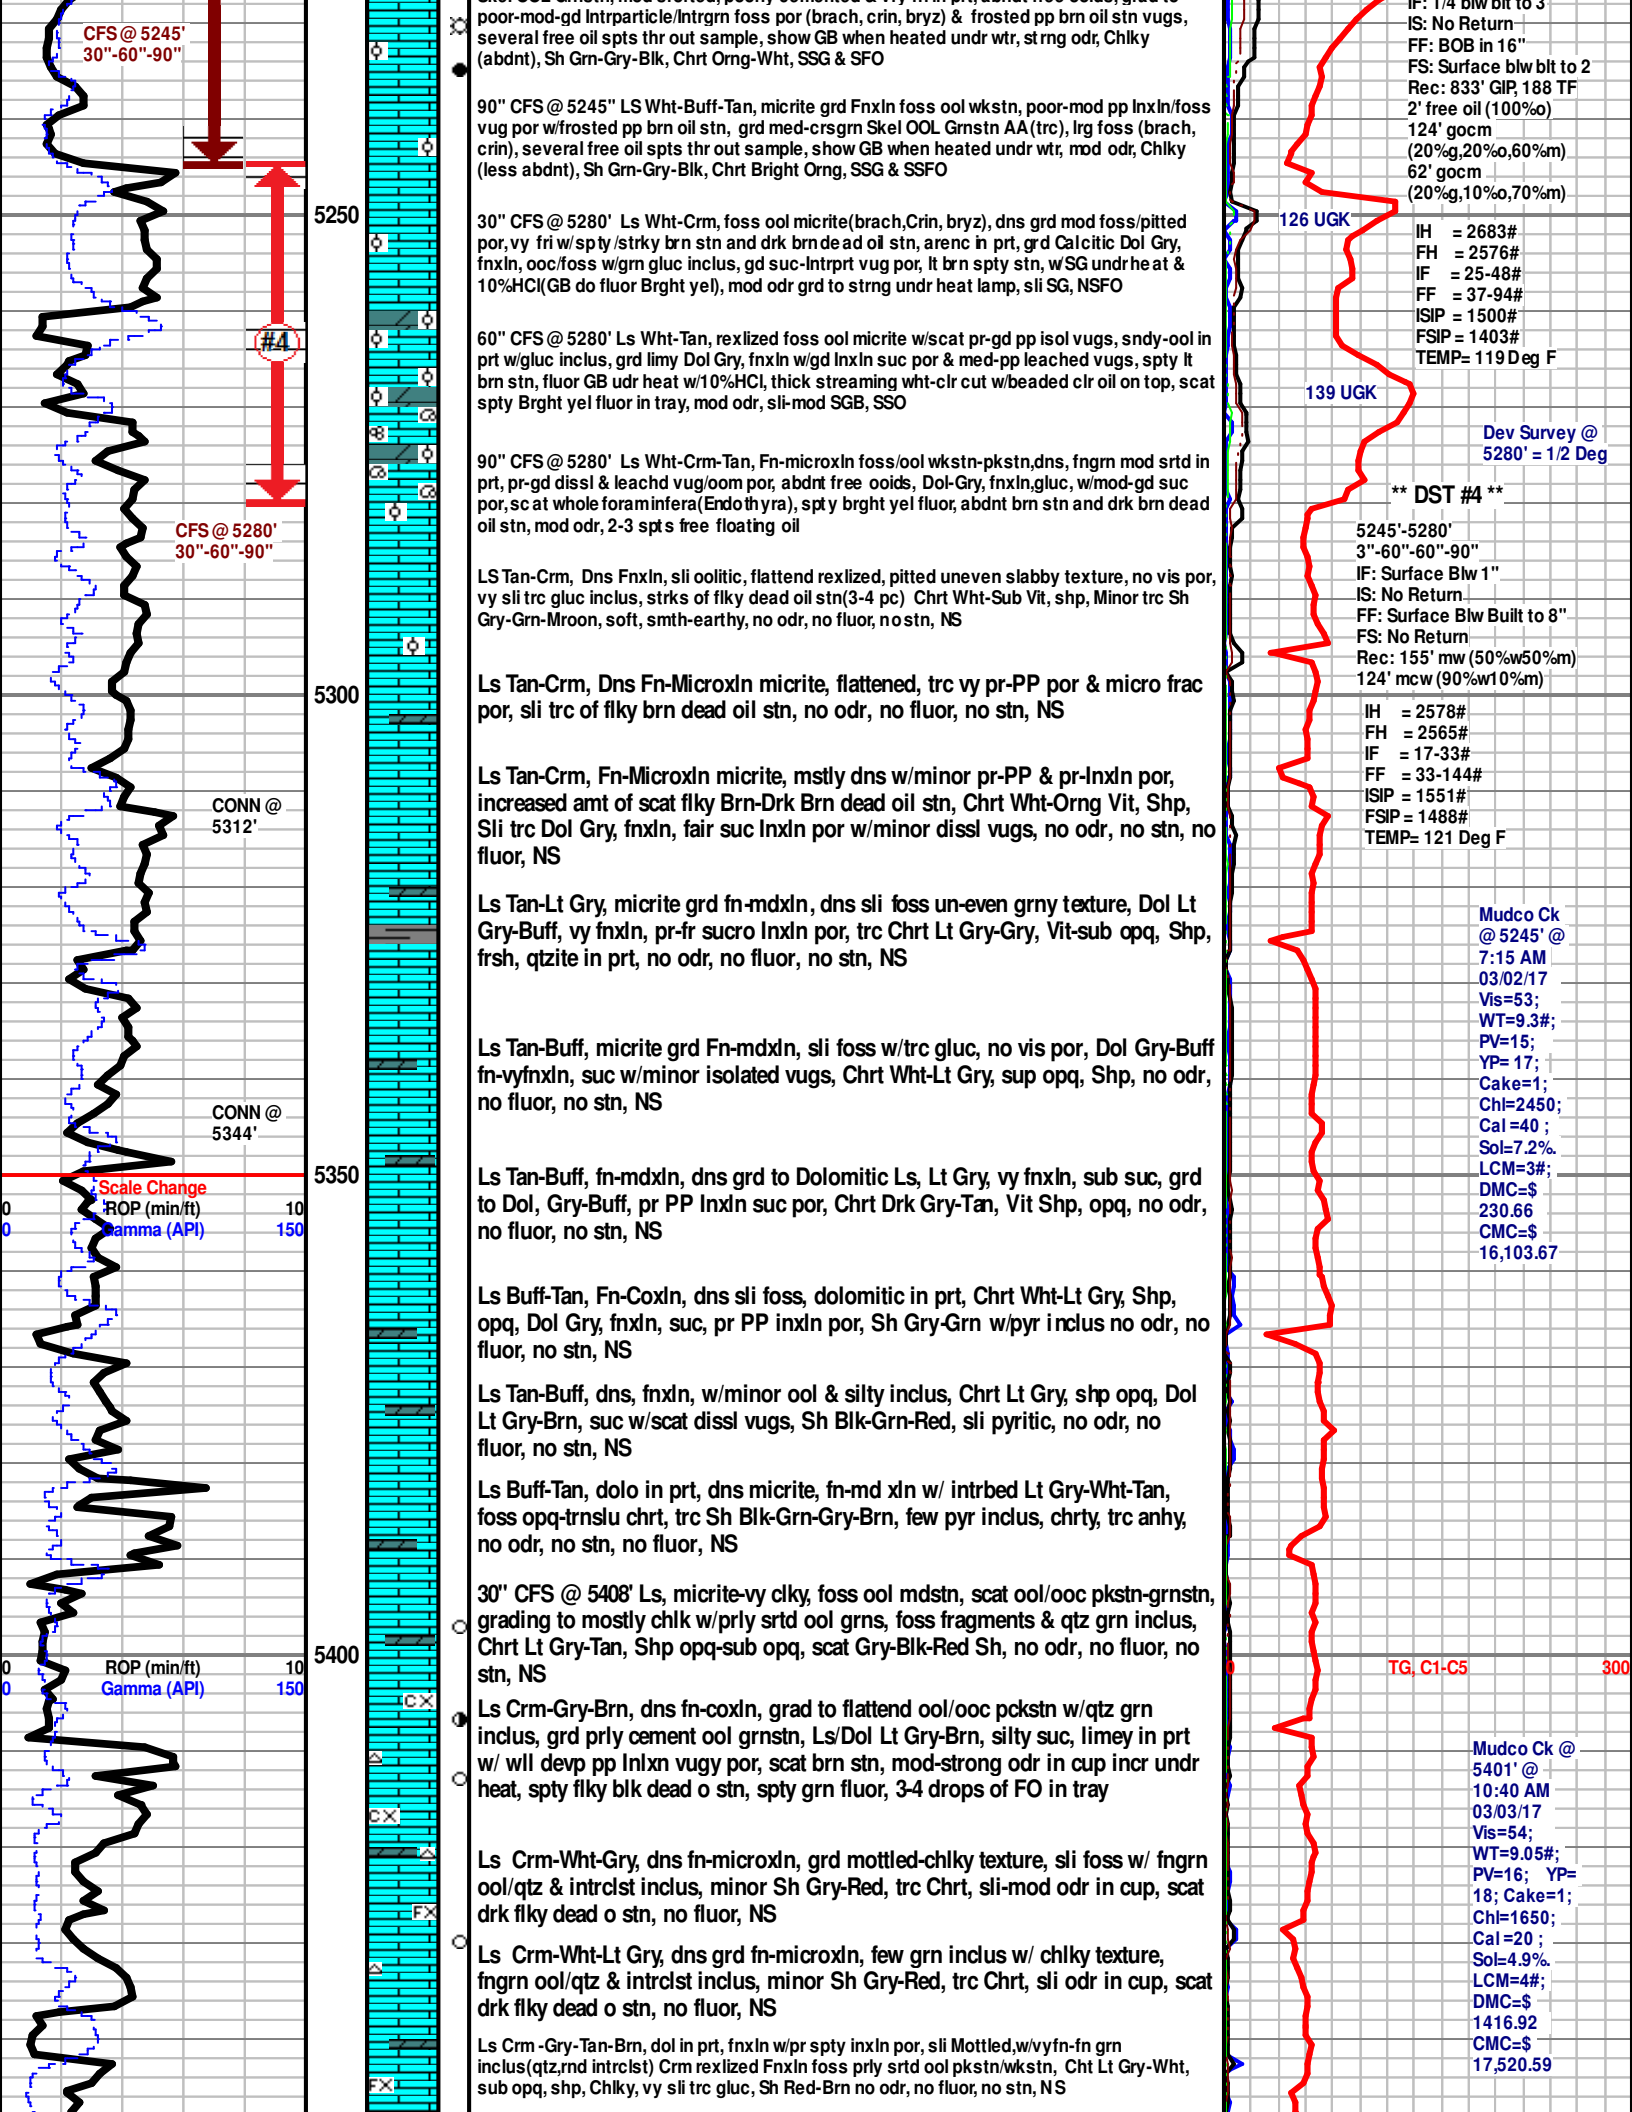 CFS @ 5245'
30"-60"-90"
#4
CFS @ 5280'
30"-60"-90"
CONN @
5312'
CONN @
5344'
Scale Change
0 ROP (min/ft) 10
0 Gamma (API) 150
0 ROP (min/ft) 10
0 Gamma (API) 150
5250
5300
5350
5400
CX
CX
FX
FX
poor-mod-gd Intrparticle/Intrgrn foss por (brach, crin, bryz) & frosted pp brn oil stn vugs,
several free oil spts thr out sample, show GB when heated undr wtr, strng odr, Chlky
(abdnt), Sh Grn-Gry-Blk, Chrt Orng-Wht, SSG & SFO
90" CFS @ 5245" LS Wht-Buff-Tan, micrite grd Fnxln foss ool wkstn, poor-mod pp Inxln/foss
vug por w/frosted pp brn oil stn, grd med-crsgrn Skel OOL Grnstn AA (trc), lrg foss (brach,
crin), several free oil spts thr out sample, show GB when heated undr wtr, mod odr, Chlky
(less abdnt), Sh Grn-Gry-Blk, Chrt Bright Orng, SSG & SSFO
30" CFS @ 5280' Ls Wht-Crm, foss ool micrite(brach,Crin, bryz), dns grd mod foss/pitted
por, vy fri w/spty/strky brn stn and drk brn dead oil stn, arenc in prt, grd Calcitic Dol Gry,
fnxln, ooc/foss w/grn gluc inclus, gd suc-Intrprt vug por, lt brn spty stn, w/SG undr heat &
10%HCl(GB do fluor Brght yel), mod odr grd to strng undr heat lamp, sli SG, NSFO
60" CFS @ 5280' Ls Wht-Tan, rexlized foss ool micrite w/scat pr-gd pp isol vugs, sndy-ool in
prt w/gluc inclus, grd limy Dol Gry, fnxln w/gd Inxln suc por & med-pp leached vugs, spty lt
brn stn, fluor GB udr heat w/10%HCl, thick streaming wht-clr cut w/beaded clr oil on top, scat
spty Brght yel fluor in tray, mod odr, sli-mod SGB, SSO
90" CFS @ 5280' Ls Wht-Crm-Tan, Fn-microxln foss/ool wkstn-pkstn,dns, fngrn mod srtd in
prt, pr-gd dissl & leachd vug/oom por, abdnt free ooids, Dol-Gry, fnxln,gluc, w/mod-gd suc
por, scat whole foraminfera(Endothyra), spty brght yel fluor, abdnt brn stn and drk brn dead
oil stn, mod odr, 2-3 spts free floating oil
LS Tan-Crm, Dns Fnxln, sli oolitic, flattend rexlized, pitted uneven slabby texture, no vis por,
vy sli trc gluc inclus, strks of flky dead oil stn(3-4 pc) Chrt Wht-Sub Vit, shp, Minor trc Sh
Gry-Grn-Mroon, soft, smth-earthy, no odr, no fluor, no stn, NS
Ls Tan-Crm, Dns Fn-Microxln micrite, flattened, trc vy pr-PP por & micro frac
por, sli trc of flky brn dead oil stn, no odr, no fluor, no stn, NS
Ls Tan-Crm, Fn-Microxln micrite, mstly dns w/minor pr-PP & pr-Inxln por,
increased amt of scat flky Brn-Drk Brn dead oil stn, Chrt Wht-Orng Vit, Shp,
Sli trc Dol Gry, fnxln, fair suc Inxln por w/minor dissl vugs, no odr, no stn, no
fluor, NS
Ls Tan-Lt Gry, micrite grd fn-mdxln, dns sli foss un-even grny texture, Dol Lt
Gry-Buff, vy fnxln, pr-fr sucro Inxln por, trc Chrt Lt Gry-Gry, Vit-sub opq, Shp,
frsh, qtzite in prt, no odr, no fluor, no stn, NS
Ls Tan-Buff, micrite grd Fn-mdxln, sli foss w/trc gluc, no vis por, Dol Gry-Buff
fn-vyfnxln, suc w/minor isolated vugs, Chrt Wht-Lt Gry, sup opq, Shp, no odr,
no fluor, no stn, NS
Ls Tan-Buff, fn-mdxln, dns grd to Dolomitic Ls, Lt Gry, vy fnxln, sub suc, grd
to Dol, Gry-Buff, pr PP Inxln suc por, Chrt Drk Gry-Tan, Vit Shp, opq, no odr,
no fluor, no stn, NS
Ls Buff-Tan, Fn-Coxln, dns sli foss, dolomitic in prt, Chrt Wht-Lt Gry, Shp,
opq, Dol Gry, fnxln, suc, pr PP inxln por, Sh Gry-Grn w/pyr inclus no odr, no
fluor, no stn, NS
Ls Tan-Buff, dns, fnxln, w/minor ool & silty inclus, Chrt Lt Gry, shp opq, Dol
Lt Gry-Brn, suc w/scat dissl vugs, Sh Blk-Grn-Red, sli pyritic, no odr, no
fluor, no stn, NS
Ls Buff-Tan, dolo in prt, dns micrite, fn-md xln w/ intrbed Lt Gry-Wht-Tan,
foss opq-trnslu chrt, trc Sh Blk-Grn-Gry-Brn, few pyr inclus, chrty, trc anhy,
no odr, no stn, no fluor, NS
30" CFS @ 5408' Ls, micrite-vy clky, foss ool mdstn, scat ool/ooc pkstn-grnstn,
grading to mostly chlk w/prly srtd ool grns, foss fragments & qtz grn inclus,
Chrt Lt Gry-Tan, Shp opq-sub opq, scat Gry-Blk-Red Sh, no odr, no fluor, no
stn, NS
Ls Crm-Gry-Brn, dns fn-coxln, grad to flattend ool/ooc pckstn w/qtz grn
inclus, grd prly cement ool grnstn, Ls/Dol Lt Gry-Brn, silty suc, limey in prt
w/ wll devp pp Inlxn vugy por, scat brn stn, mod-strong odr in cup incr undr
heat, spty flky blk dead o stn, spty grn fluor, 3-4 drops of FO in tray
Ls Crm-Wht-Gry, dns fn-microxln, grd mottled-chlky texture, sli foss w/ fngrn
ool/qtz & intrclst inclus, minor Sh Gry-Red, trc Chrt, sli-mod odr in cup, scat
drk flky dead o stn, no fluor, NS
Ls Crm-Wht-Lt Gry, dns grd fn-microxln, few grn inclus w/ chlky texture,
fngrn ool/qtz & intrclst inclus, minor Sh Gry-Red, trc Chrt, sli odr in cup, scat
drk flky dead o stn, no fluor, NS
Ls Crm -Gry-Tan-Brn, dol in prt, fnxln w/pr spty inxln por, sli Mottled,w/vyfn-fn grn
inclus(qtz,rnd intrclst) Crm rexlized Fnxln foss prly srtd ool pkstn/wkstn, Cht Lt Gry-Wht,
sub opq, shp, Chlky, vy sli trc gluc, Sh Red-Brn no odr, no fluor, no stn, NS
IF: 1/4 blw blt to 3
IS: No Return
FF: BOB in 16"
FS: Surface blw blt to 2
Rec: 833' GIP, 188 TF
2' free oil (100%o)
124' gocm
(20%g,20%o,60%m)
62' gocm
(20%g,10%o,70%m)
126 UGK
IH = 2683#
FH = 2576#
IF = 25-48#
FF = 37-94#
ISIP = 1500#
FSIP = 1403#
TEMP= 119 Deg F
139 UGK
Dev Survey @
5280' = 1/2 Deg
** DST #4 **
5245'-5280'
3"-60"-60"-90"
IF: Surface Blw 1"
IS: No Return
FF: Surface Blw Built to 8"
FS: No Return
Rec: 155' mw (50%w50%m)
124' mcw (90%w10%m)
IH = 2578#
FH = 2565#
IF = 17-33#
FF = 33-144#
ISIP = 1551#
FSIP = 1488#
TEMP= 121 Deg F
Mudco Ck
@ 5245' @
7:15 AM
03/02/17
Vis=53;
WT=9.3#;
PV=15;
YP= 17;
Cake=1;
Chl=2450;
Cal =40 ;
Sol=7.2%.
LCM=3#;
DMC=$
230.66
CMC=$
16,103.67
0 TG, C1-C5 300
Mudco Ck @
5401' @
10:40 AM
03/03/17
Vis=54;
WT=9.05#;
PV=16; YP=
18; Cake=1;
Chl=1650;
Cal =20 ;
Sol=4.9%.
LCM=4#;
DMC=$
1416.92
CMC=$
17,520.59